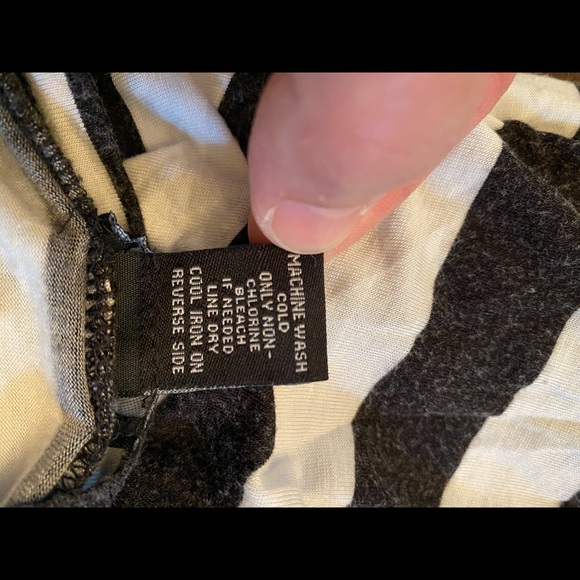 MACHINE WASH
COLD
ONLY NON-
CHLORINE
BLEACH
IF NEEDED
LINE DRY
COOL IRON ON
REVERSE SIDE